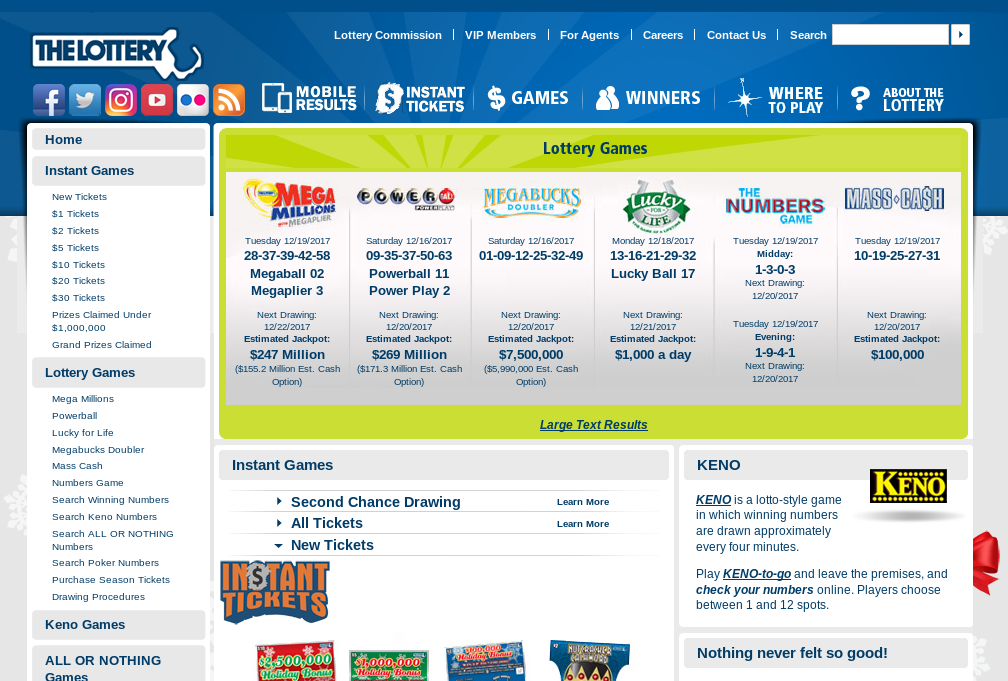 THE LOTTERY
Lottery Commission
VIP Members
For Agents
Careers
Contact Us
Search
MOBILE RESULTS
INSTANT TICKETS
GAMES
WINNERS
WHERE TO PLAY
ABOUT THE LOTTERY
Home
Instant Games
New Tickets
$1 Tickets
$2 Tickets
$5 Tickets
$10 Tickets
$20 Tickets
$30 Tickets
Prizes Claimed Under
$1,000,000
Grand Prizes Claimed
Lottery Games
Mega Millions
Powerball
Lucky for Life
Megabucks Doubler
Mass Cash
Numbers Game
Search Winning Numbers
Search Keno Numbers
Search ALL OR NOTHING
Numbers
Search Poker Numbers
Purchase Season Tickets
Drawing Procedures
Keno Games
ALL OR NOTHING
Games
Lottery Games
MEGA
MILLIONS
WITH MEGAPLIER
Tuesday 12/19/2017
28-37-39-42-58
Megaball 02
Megaplier 3
Next Drawing:
12/22/2017
Estimated Jackpot:
$247 Million
($155.2 Million Est. Cash
Option)
POWERBALL
POWER PLAY
Saturday 12/16/2017
09-35-37-50-63
Powerball 11
Power Play 2
Next Drawing:
12/20/2017
Estimated Jackpot:
$269 Million
($171.3 Million Est. Cash
Option)
MEGABUCKS
DOUBLER
Saturday 12/16/2017
01-09-12-25-32-49
Next Drawing:
12/20/2017
Estimated Jackpot:
$7,500,000
($5,990,000 Est. Cash
Option)
Lucky
FOR LIFE
Monday 12/18/2017
13-16-21-29-32
Lucky Ball 17
Next Drawing:
12/21/2017
Estimated Jackpot:
$1,000 a day
THE
NUMBERS
GAME
Tuesday 12/19/2017
Midday:
1-3-0-3
Next Drawing:
12/20/2017
Tuesday 12/19/2017
Evening:
1-9-4-1
Next Drawing:
12/20/2017
MASS CA$H
Tuesday 12/19/2017
10-19-25-27-31
Next Drawing:
12/20/2017
Estimated Jackpot:
$100,000
Large Text Results
Instant Games
Second Chance Drawing
Learn More
All Tickets
Learn More
New Tickets
INSTANT
TICKETS
$2,500,000
Holiday Bonus
$1,000,000
Holiday Bonus
Holiday Bonus
KENO
KENO
KENO is a lotto-style game
in which winning numbers
are drawn approximately
every four minutes.
Play KENO-to-go and leave the premises, and
check your numbers online. Players choose
between 1 and 12 spots.
Nothing never felt so good!